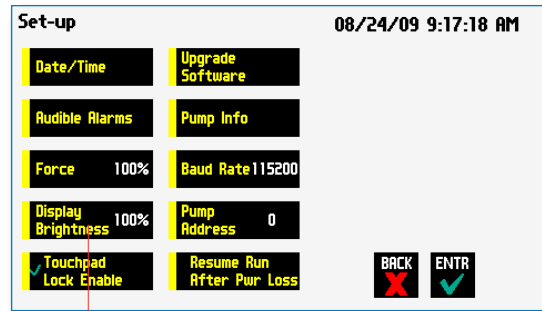 Set-up
08/24/09 9:17:18 AM
Date/Time
Upgrade
Software
Audible Alarms
Pump Info
Force 100%
Baud Rate 115200
Display
Brightness 100%
Pump
Address 0
Touchpad
Lock Enable
Resume Run
After Pwr Loss
BACK
ENTR